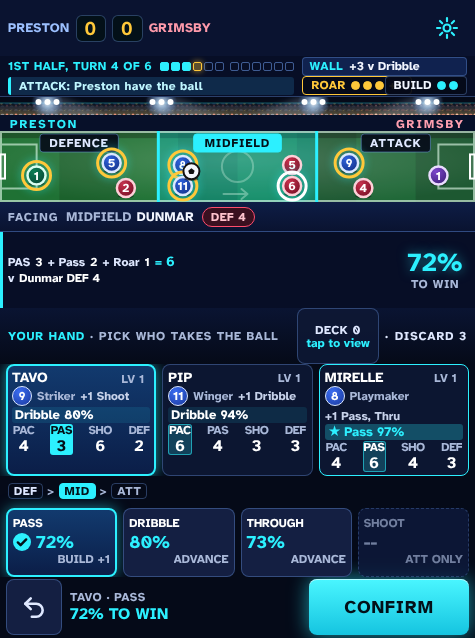 PRESTON 0 0 GRIMSBY
1ST HALF, TURN 4 OF 6
WALL +3 v Dribble
ATTACK: Preston have the ball
ROAR BUILD
PRESTON GRIMSBY
DEFENCE MIDFIELD ATTACK
5 8 5 9
1 1
2 11 6 4
FACING MIDFIELD DUNMAR DEF 4
PAS 3 + Pass 2 + Roar 1 = 6
v Dunmar DEF 4
72%
TO WIN
YOUR HAND · PICK WHO TAKES THE BALL
DECK 0
tap to view
· DISCARD 3
TAVO LV 1
9 Striker +1 Shoot
Dribble 80%
PAC PAS SHO DEF
4 3 6 2
PIP LV 1
11 Winger +1 Dribble
Dribble 94%
PAC PAS SHO DEF
6 4 3 3
MIRELLE LV 1
8 Playmaker
+1 Pass, Thru
★ Pass 97%
PAC PAS SHO DEF
4 6 4 3
DEF > MID > ATT
PASS
72%
BUILD +1
DRIBBLE
80%
ADVANCE
THROUGH
73%
ADVANCE
SHOOT
--
ATT ONLY
TAVO · PASS
72% TO WIN
CONFIRM